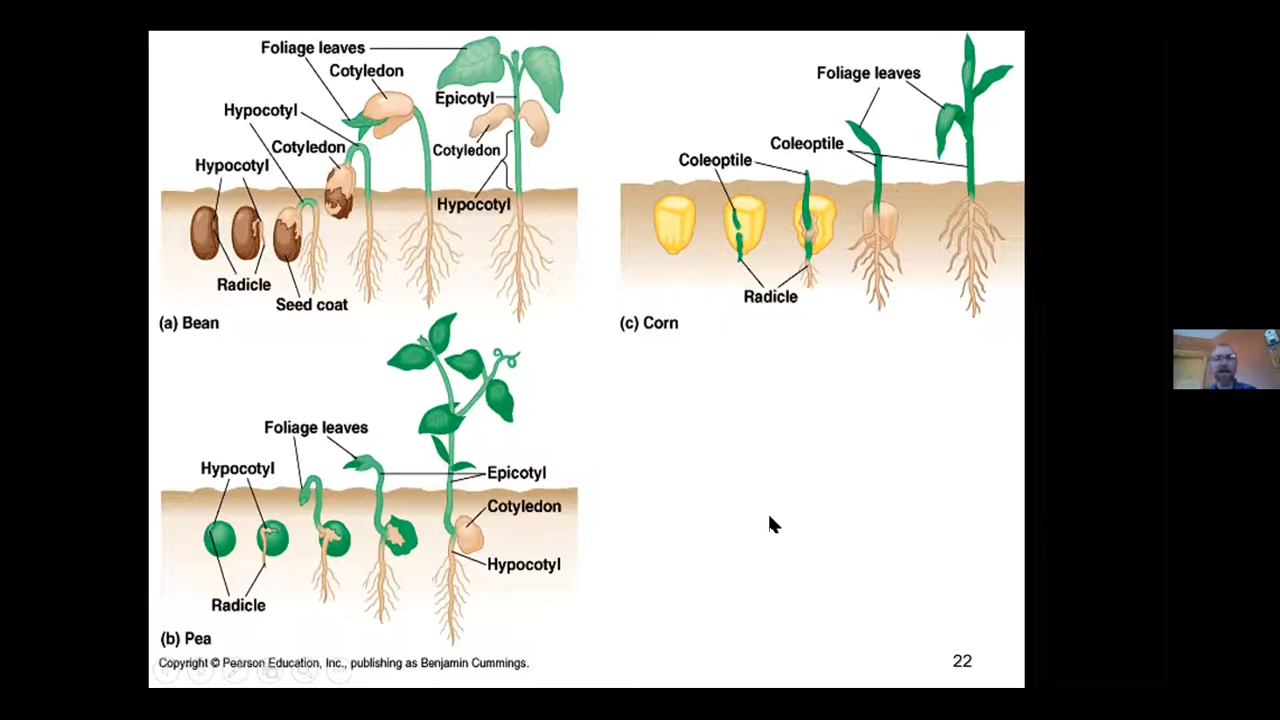 Foliage leaves
Cotyledon
Hypocotyl
Epicotyl
Cotyledon
Cotyledon
Hypocotyl
Hypocotyl
Radicle
Seed coat
(a) Bean
Foliage leaves
Coleoptile
Coleoptile
Radicle
(c) Corn
Foliage leaves
Hypocotyl
Epicotyl
Cotyledon
Hypocotyl
Radicle
(b) Pea
Copyright © Pearson Education, Inc., publishing as Benjamin Cummings.
22